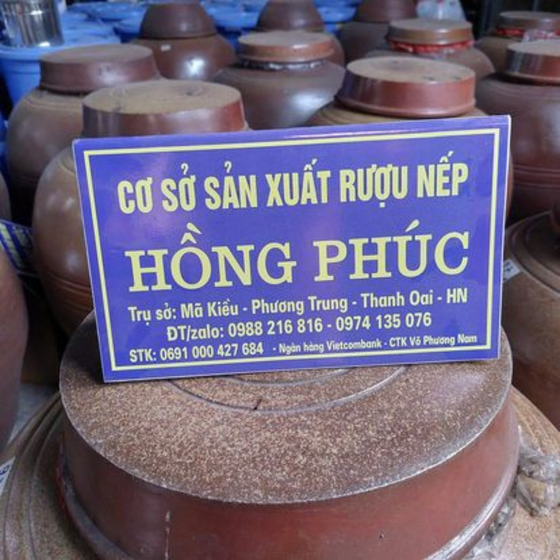 CƠ SỞ SẢN XUẤT RƯỢU NẾP
HỒNG PHÚC
Trụ sở: Mã Kiều - Phương Trung - Thanh Oai - HN
ĐT/zalo: 0988 216 816 - 0974 135 076
STK: 0691 000 427 684 - Ngân hàng Vietcombank - CTK Võ Phương Nam